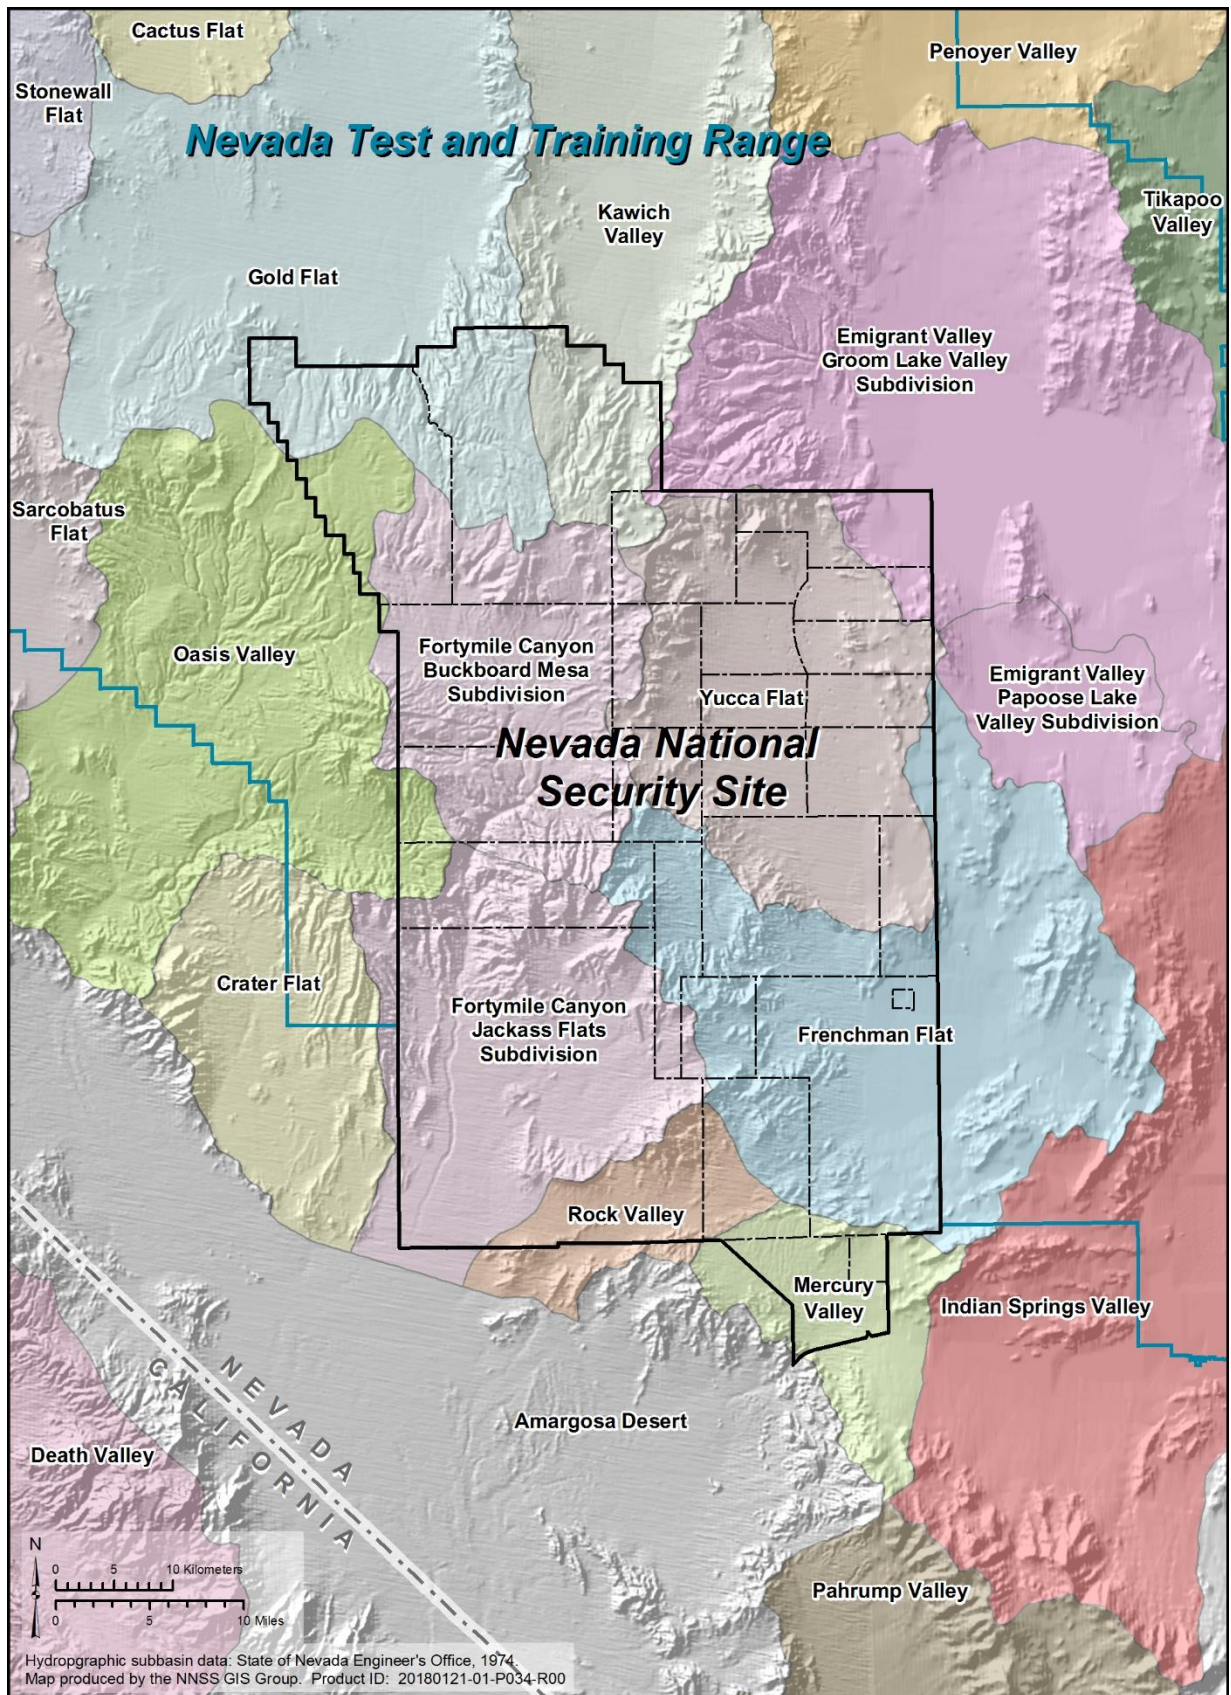 Cactus Flat
Penoyer Valley
Stonewall
Flat
Nevada Test and Training Range
Tikapoo
Valley
Kawich
Valley
Gold Flat
Emigrant Valley
Groom Lake Valley
Subdivision
Sarcobatus
Flat
Oasis Valley
Fortymile Canyon
Buckboard Mesa
Subdivision
Emigrant Valley
Papoose Lake
Valley Subdivision
Yucca Flat
Nevada National
Security Site
Crater Flat
Fortymile Canyon
Jackass Flats
Subdivision
Frenchman Flat
Rock Valley
Mercury
Valley
Indian Springs Valley
NEVADA
CALIFORNIA
Amargosa Desert
Death Valley
Pahrump Valley
N
0 5 10 Kilometers
0 5 10 Miles
Hydropgraphic subbasin data: State of Nevada Engineer's Office, 1974.
Map produced by the NNSS GIS Group. Product ID: 20180121-01-P034-R00